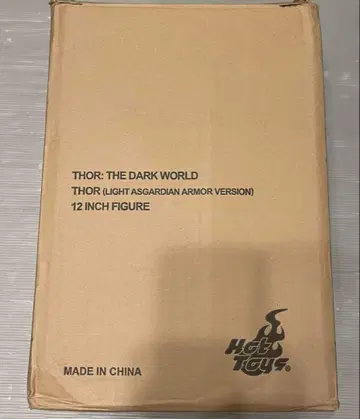 THOR: THE DARK WORLD
THOR (LIGHT ASGARDIAN ARMOR VERSION)
12 INCH FIGURE
Hot
Toys®
MADE IN CHINA